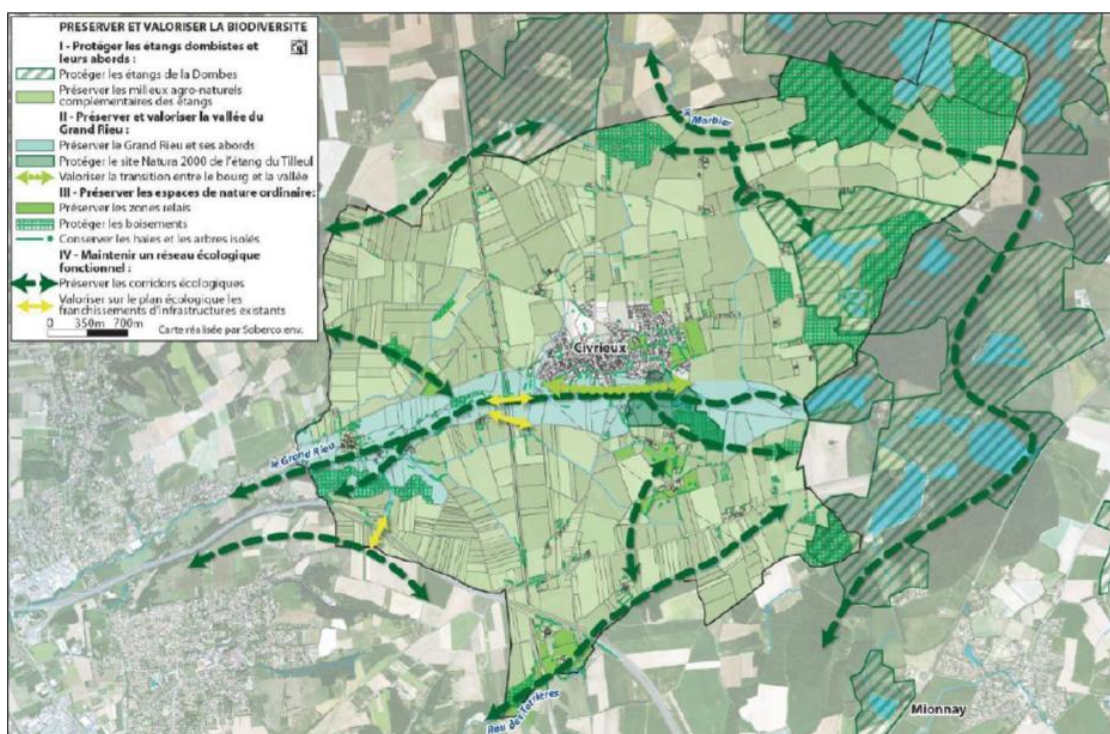 PRESERVER ET VALORISER LA BIODIVERSITE
I - Protéger les étangs dombistes et
leurs abords :
Protéger les étangs de la Dombes
Préserver les milieux agro-naturels
complémentaires des étangs
II - Préserver et valoriser la vallée du
Grand Rieu :
Préserver le Grand Rieu et ses abords
Protéger le site Natura 2000 de l'étang du Tilleul
Valoriser la transition entre le bourg et la vallée
III - Préserver les espaces de nature ordinaire:
Préserver les zones relais
Protéger les boisements
Conserver les haies et les arbres isolés
IV - Maintenir un réseau écologique
fonctionnel :
Préserver les corridors écologiques
Valoriser sur le plan écologique les
franchissements d'infrastructures existants
0 350m 700m
Carte réalisée par Soberco env.
Morbier
Civrieux
le Grand Rieu
Rau des
Mionnay